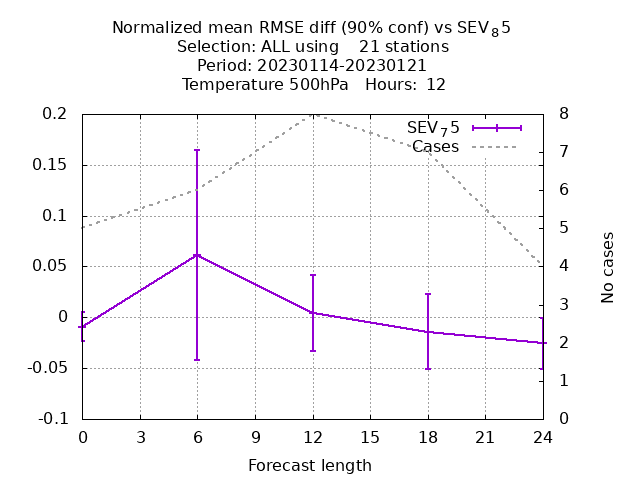 Normalized mean RMSE diff (90% conf) vs SEV₈5
Selection: ALL using    21 stations
Period: 20230114-20230121
Temperature 500hPa   Hours:  12
0.2
0.15
0.1
0.05
0
-0.05
-0.1
SEV₇5
Cases
8
7
6
5
4
3
2
1
0
No cases
0 3 6 9 12 15 18 21 24
Forecast length